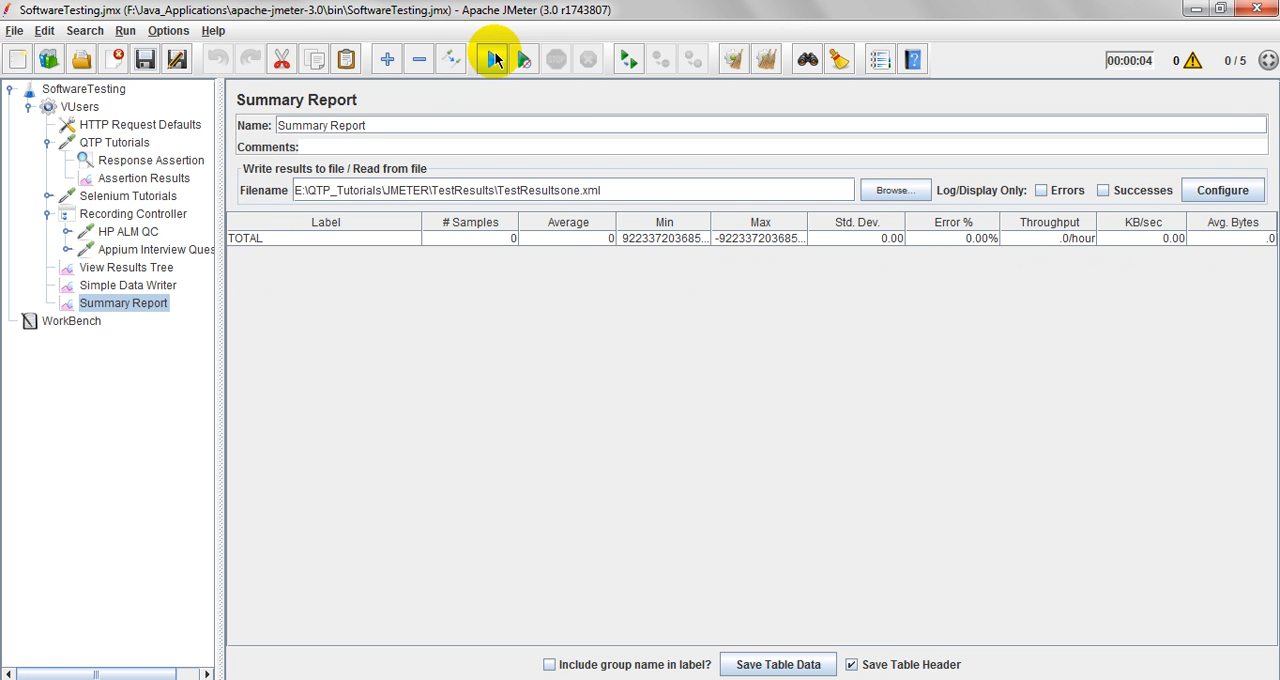 SoftwareTesting.jmx (F:\Java_Applications\apache-jmeter-3.0\bin\SoftwareTesting.jmx) - Apache JMeter (3.0 r1743807)
File Edit Search Run Options Help
00:00:04 0 0 / 5
SoftwareTesting
VUsers
HTTP Request Defaults
QTP Tutorials
Response Assertion
Assertion Results
Selenium Tutorials
Recording Controller
HP ALM QC
Appium Interview Ques
View Results Tree
Simple Data Writer
Summary Report
WorkBench
Summary Report
Name: Summary Report
Comments:
Write results to file / Read from file
Filename E:\QTP_Tutorials\JMETER\TestResults\TestResultsone.xml Browse... Log/Display Only: Errors Successes Configure
Label # Samples Average Min Max Std. Dev. Error % Throughput KB/sec Avg. Bytes
TOTAL 0 0 922337203685... -922337203685... 0.00 0.00% .0/hour 0.00 .0
Include group name in label? Save Table Data Save Table Header